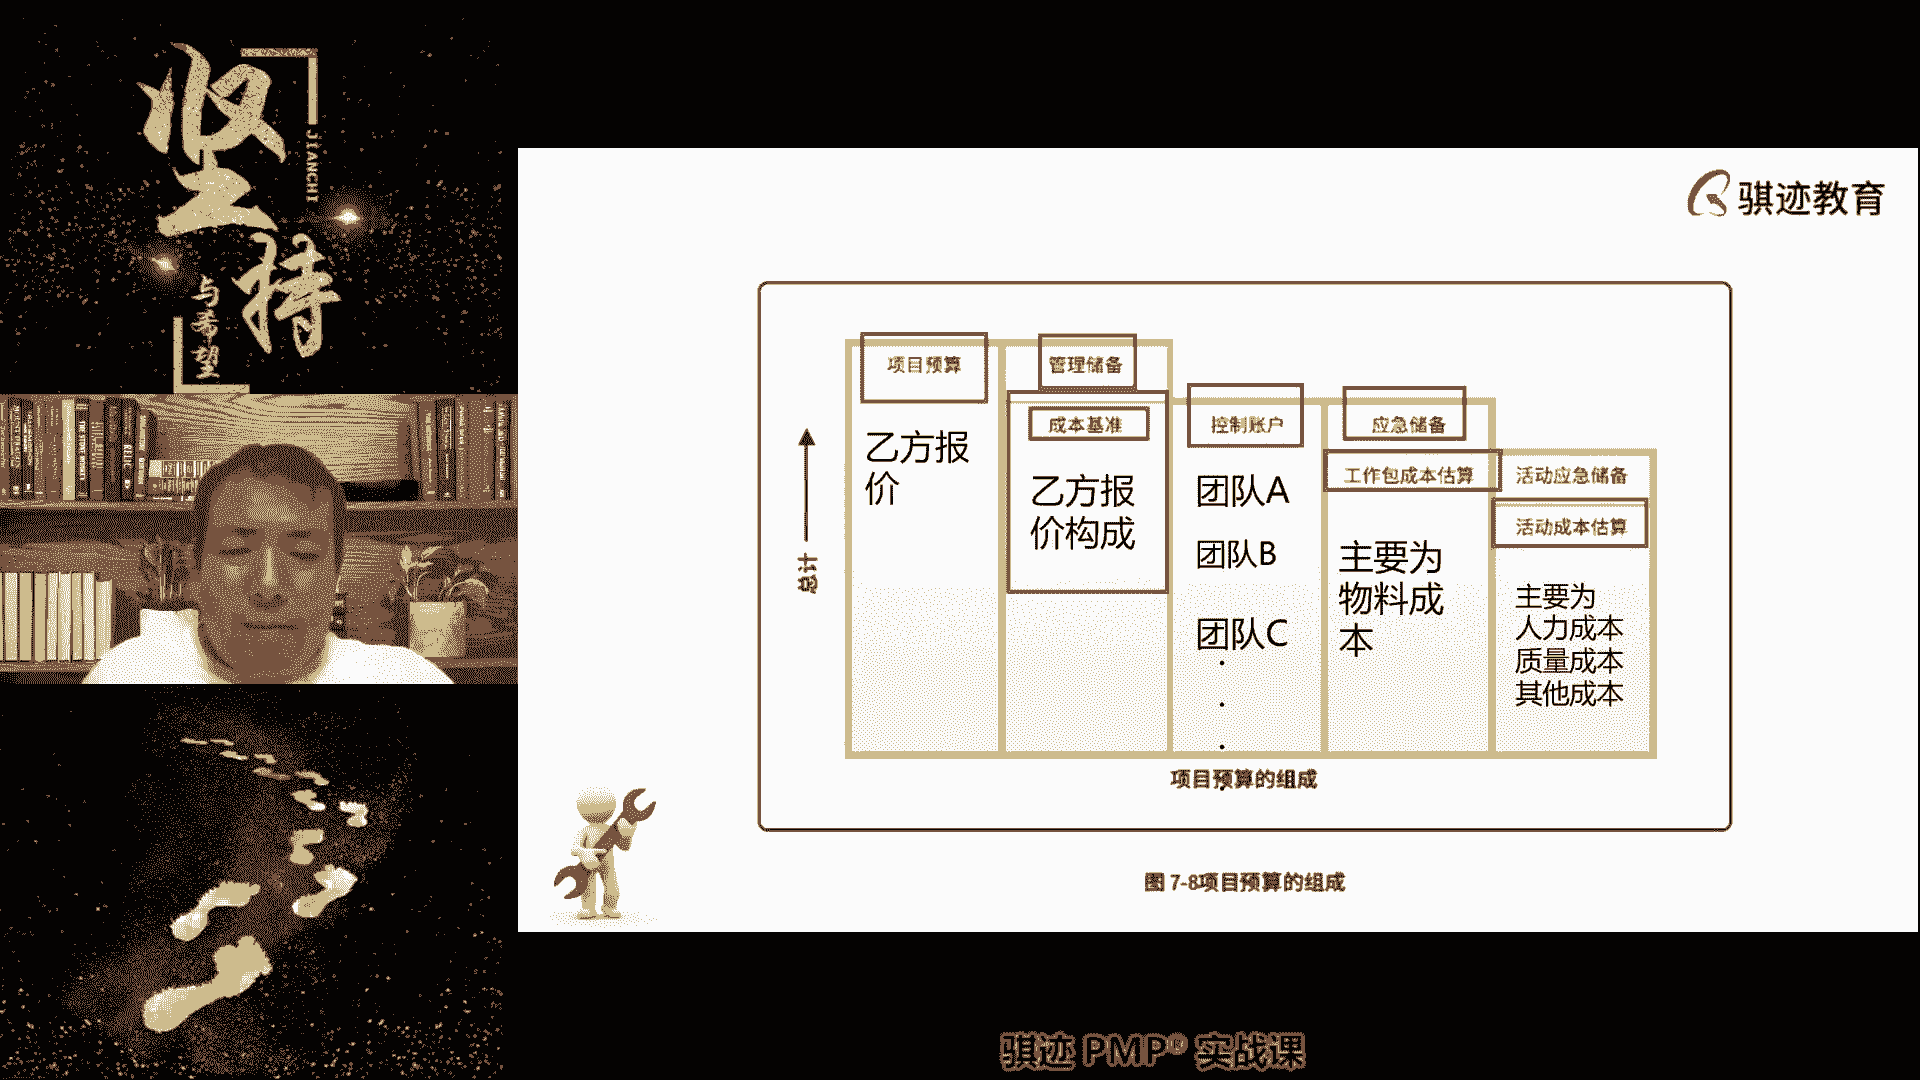 坚持
JIANCHI
与希望
骐迹教育
项目预算
管理储备
成本基准
控制账户
应急储备
工作包成本估算
活动应急储备
活动成本估算
乙方报
价
乙方报
价构成
团队A
团队B
团队C
主要为
物料成
本
主要为
人力成本
质量成本
其他成本
总计
项目预算的组成
图 7-8项目预算的组成
骐迹 PMP® 实战课